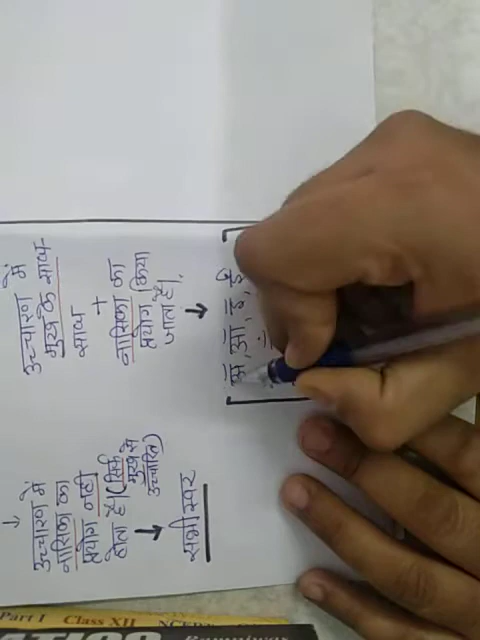 उच्चारण में
नासिका का
प्रयोग नहीं
होता है। (सिर्फ
मुख से
उच्चारित)
↓
सभी स्वर
उच्चारण में
मुख के साथ-
साथ
+
नासिका का
प्रयोग किया
जाता है।
↓
अँ, आँ, इँ, ईँ
Part I Class XII